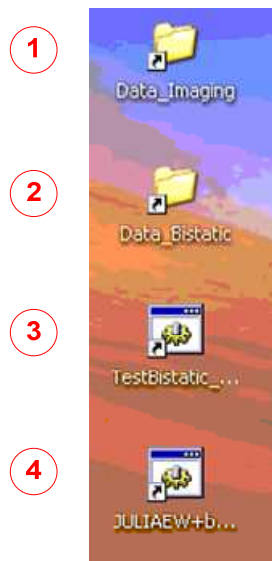 1
Data_Imaging
2
Data_Bistatic
3
TestBistatic_...
4
JULIAEW+b...